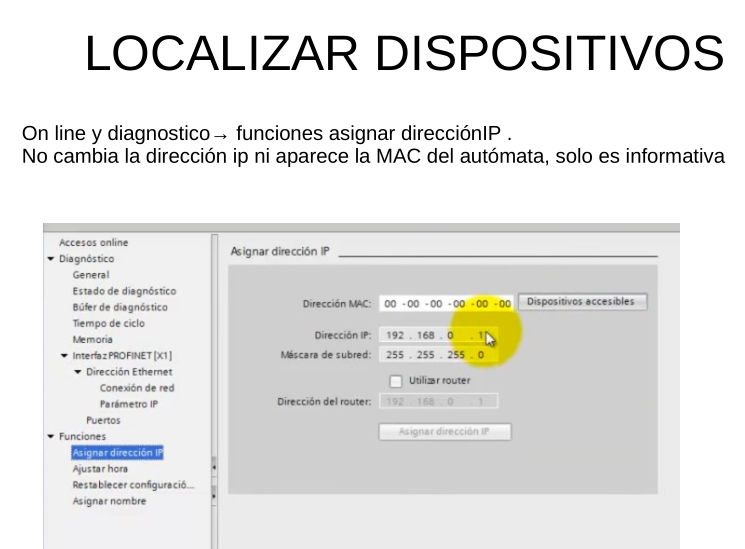 LOCALIZAR DISPOSITIVOS
On line y diagnostico→ funciones asignar direcciónIP .
No cambia la dirección ip ni aparece la MAC del autómata, solo es informativa
Accesos online
Diagnóstico
General
Estado de diagnóstico
Búfer de diagnóstico
Tiempo de ciclo
Memoria
Interfaz PROFINET [X1]
Dirección Ethernet
Conexión de red
Parámetro IP
Puertos
Funciones
Asignar dirección IP
Ajustar hora
Restablecer configuració...
Asignar nombre
Asignar dirección IP
Dirección MAC: 00 -00 -00 -00 -00 -00 Dispositivos accesibles
Dirección IP: 192 . 168 . 0 . 1
Máscara de subred: 255 . 255 . 255 . 0
Utilizar router
Dirección del router: 192 . 168 . 0 . 1
Asignar dirección IP